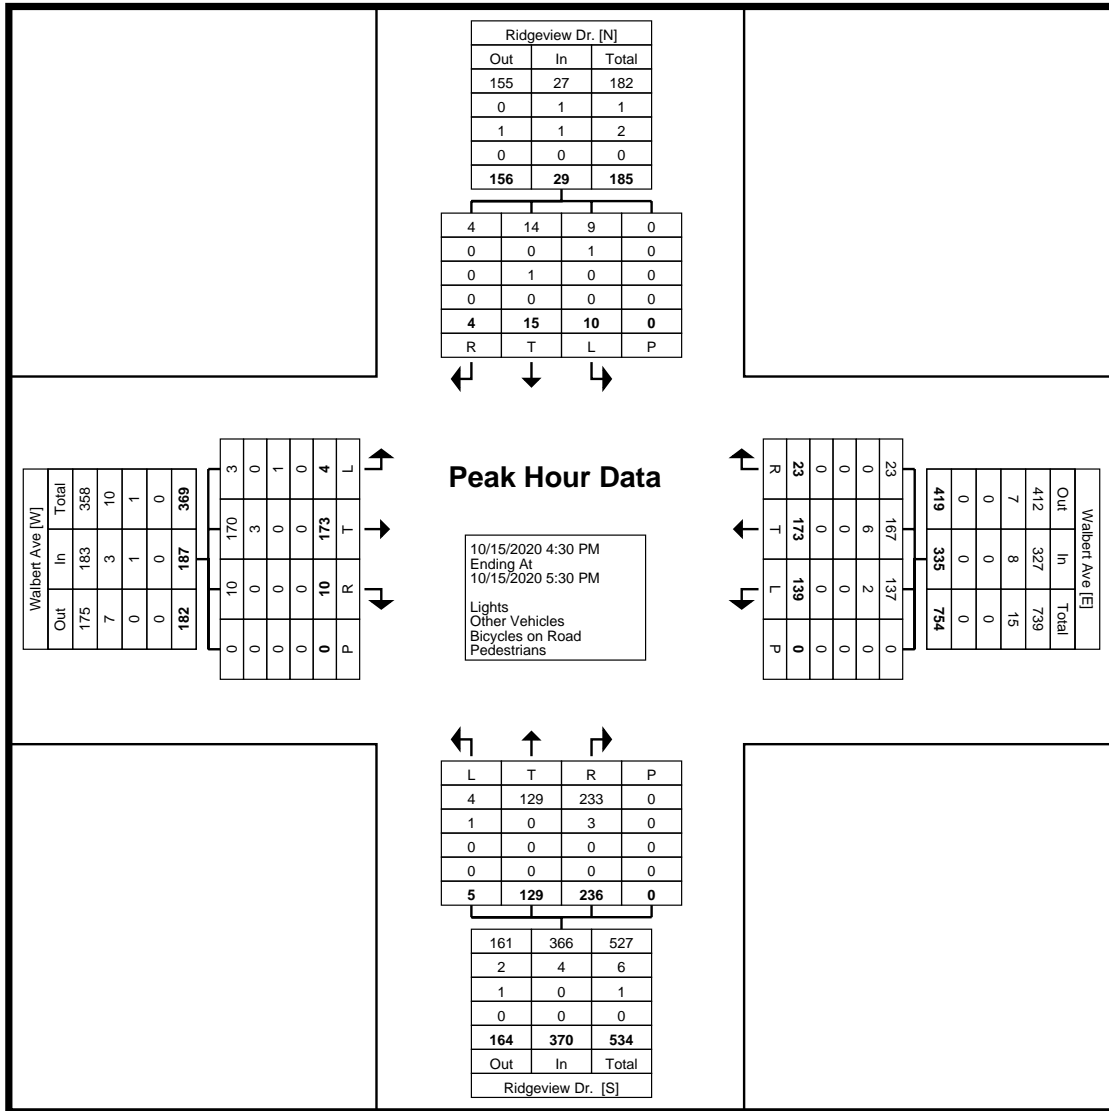 Ridgeview Dr. [N]
Out In Total
155 27 182
0 1 1
1 1 2
0 0 0
156 29 185
4 14 9 0
0 0 1 0
0 1 0 0
0 0 0 0
4 15 10 0
R T L P
Walbert Ave [W]
Total 358 10 1 0 369
In 183 3 1 0 187
Out 175 7 0 0 182
3 0 1 0 4 L
170 3 0 0 173 T
10 0 0 0 10 R
0 0 0 0 0 P
Peak Hour Data
10/15/2020 4:30 PM
Ending At
10/15/2020 5:30 PM
Lights
Other Vehicles
Bicycles on Road
Pedestrians
R 23 0 0 0 23
T 173 0 0 6 167
L 139 0 0 2 137
P 0 0 0 0 0
419 0 0 7 412 Out
335 0 0 8 327 In
754 0 0 15 739 Total
Walbert Ave [E]
L T R P
4 129 233 0
1 0 3 0
0 0 0 0
0 0 0 0
5 129 236 0
161 366 527
2 4 6
1 0 1
0 0 0
164 370 534
Out In Total
Ridgeview Dr. [S]